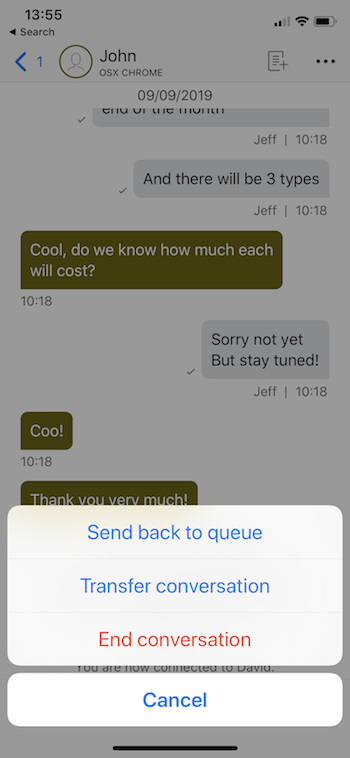 13:55
Search
1
John
OSX CHROME
09/09/2019
end of the month
Jeff | 10:18
And there will be 3 types
Jeff | 10:18
Cool, do we know how much each
will cost?
10:18
Sorry not yet
But stay tuned!
Jeff | 10:18
Coo!
10:18
Thank you very much!
Send back to queue
Transfer conversation
End conversation
You are now connected to David.
Cancel